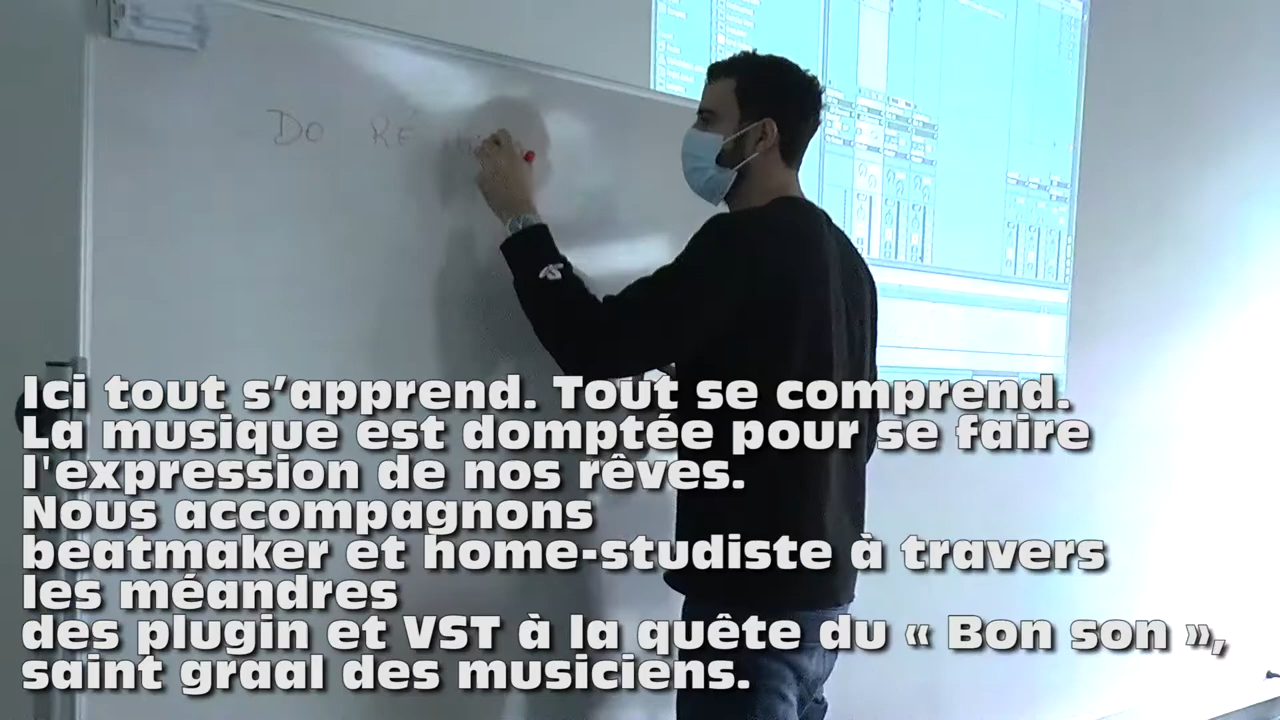 DO RÉ
Ici tout s’apprend. Tout se comprend.
La musique est domptée pour se faire
l'expression de nos rêves.
Nous accompagnons
beatmaker et home-studiste à travers
les méandres
des plugin et VST à la quête du « Bon son »,
saint graal des musiciens.